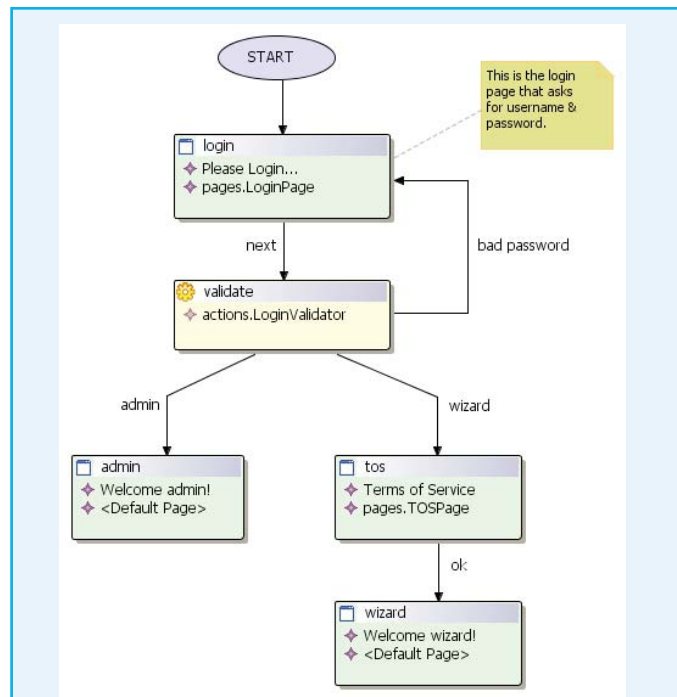 START
This is the login
page that asks
for username &
password.
login
Please Login...
pages.LoginPage
next
bad password
validate
actions.LoginValidator
admin
wizard
admin
Welcome admin!
<Default Page>
tos
Terms of Service
pages.TOSPage
ok
wizard
Welcome wizard!
<Default Page>